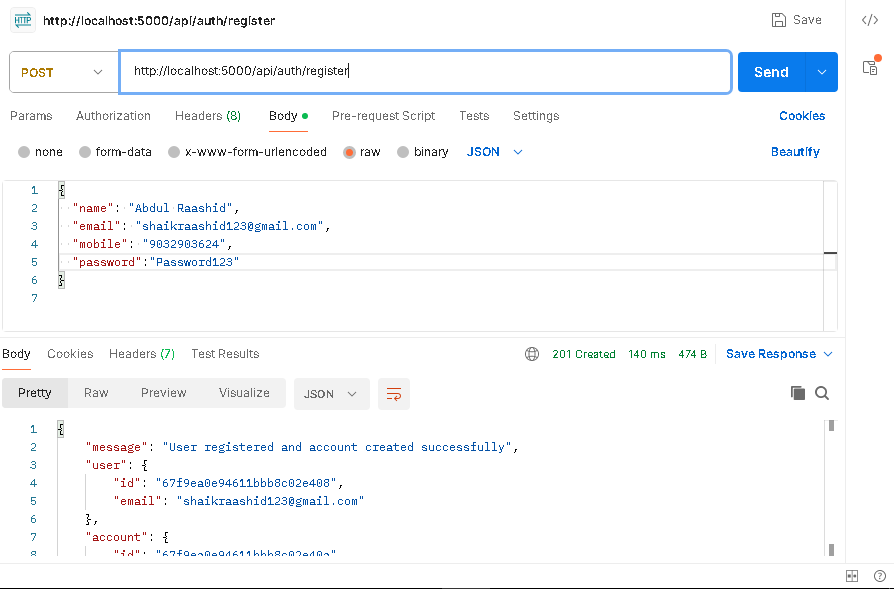 HTTP http://localhost:5000/api/auth/register Save </>
POST http://localhost:5000/api/auth/register Send
Params Authorization Headers (8) Body Pre-request Script Tests Settings Cookies
none form-data x-www-form-urlencoded raw binary JSON Beautify
1 {
2 "name": "Abdul Raashid",
3 "email": "shaikraashid123@gmail.com",
4 "mobile": "9032903624",
5 "password":"Password123"
6 }
7
Body Cookies Headers (7) Test Results 201 Created 140 ms 474 B Save Response
Pretty Raw Preview Visualize JSON
1 {
2 "message": "User registered and account created successfully",
3 "user": {
4 "id": "67f9ea0e94611bbb8c02e408",
5 "email": "shaikraashid123@gmail.com"
6 },
7 "account": {
8 "id": "67f9ea0e94611bbb8c02e40a"